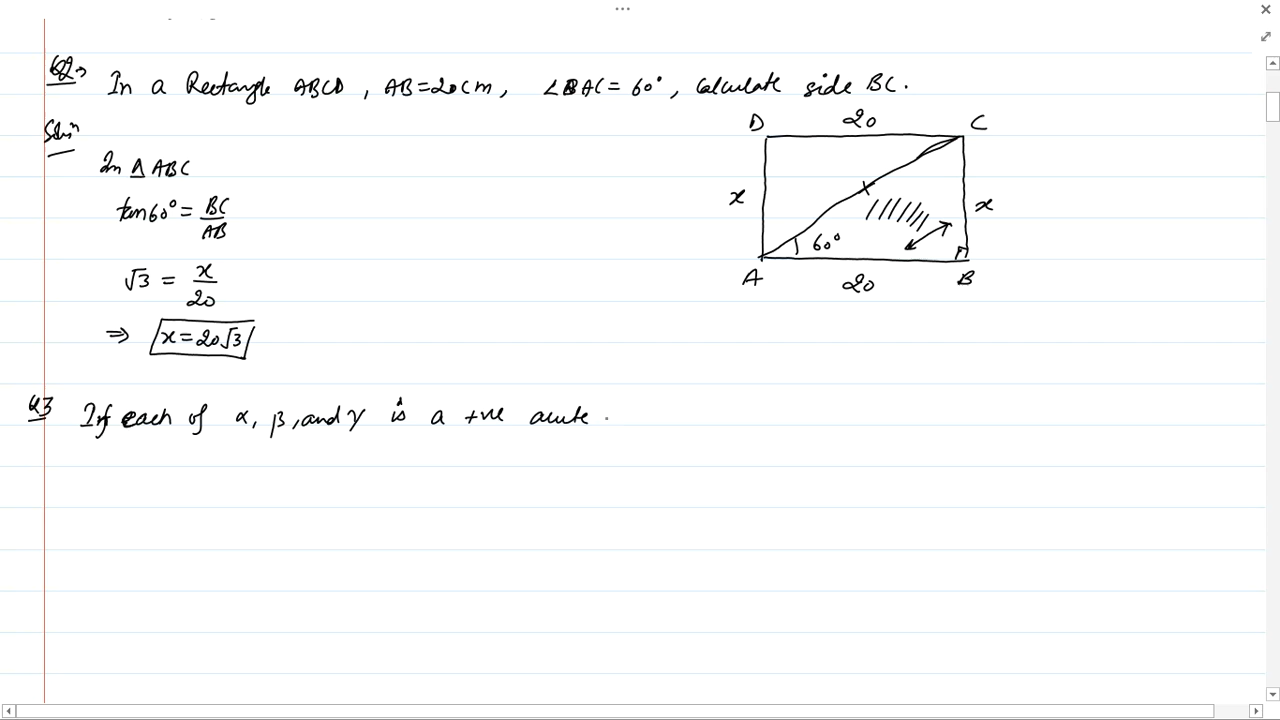 Q2→ In a Rectangle ABCD, AB=20cm, ∠BAC=60°, Calculate side BC.
Solⁿ
In Δ ABC
tan60° = BC/AB
√3 = x/20
⇒ x=20√3
D 20 C
x x
60°
A 20 B
Q3 If each of α, β, and γ is a +ve acute